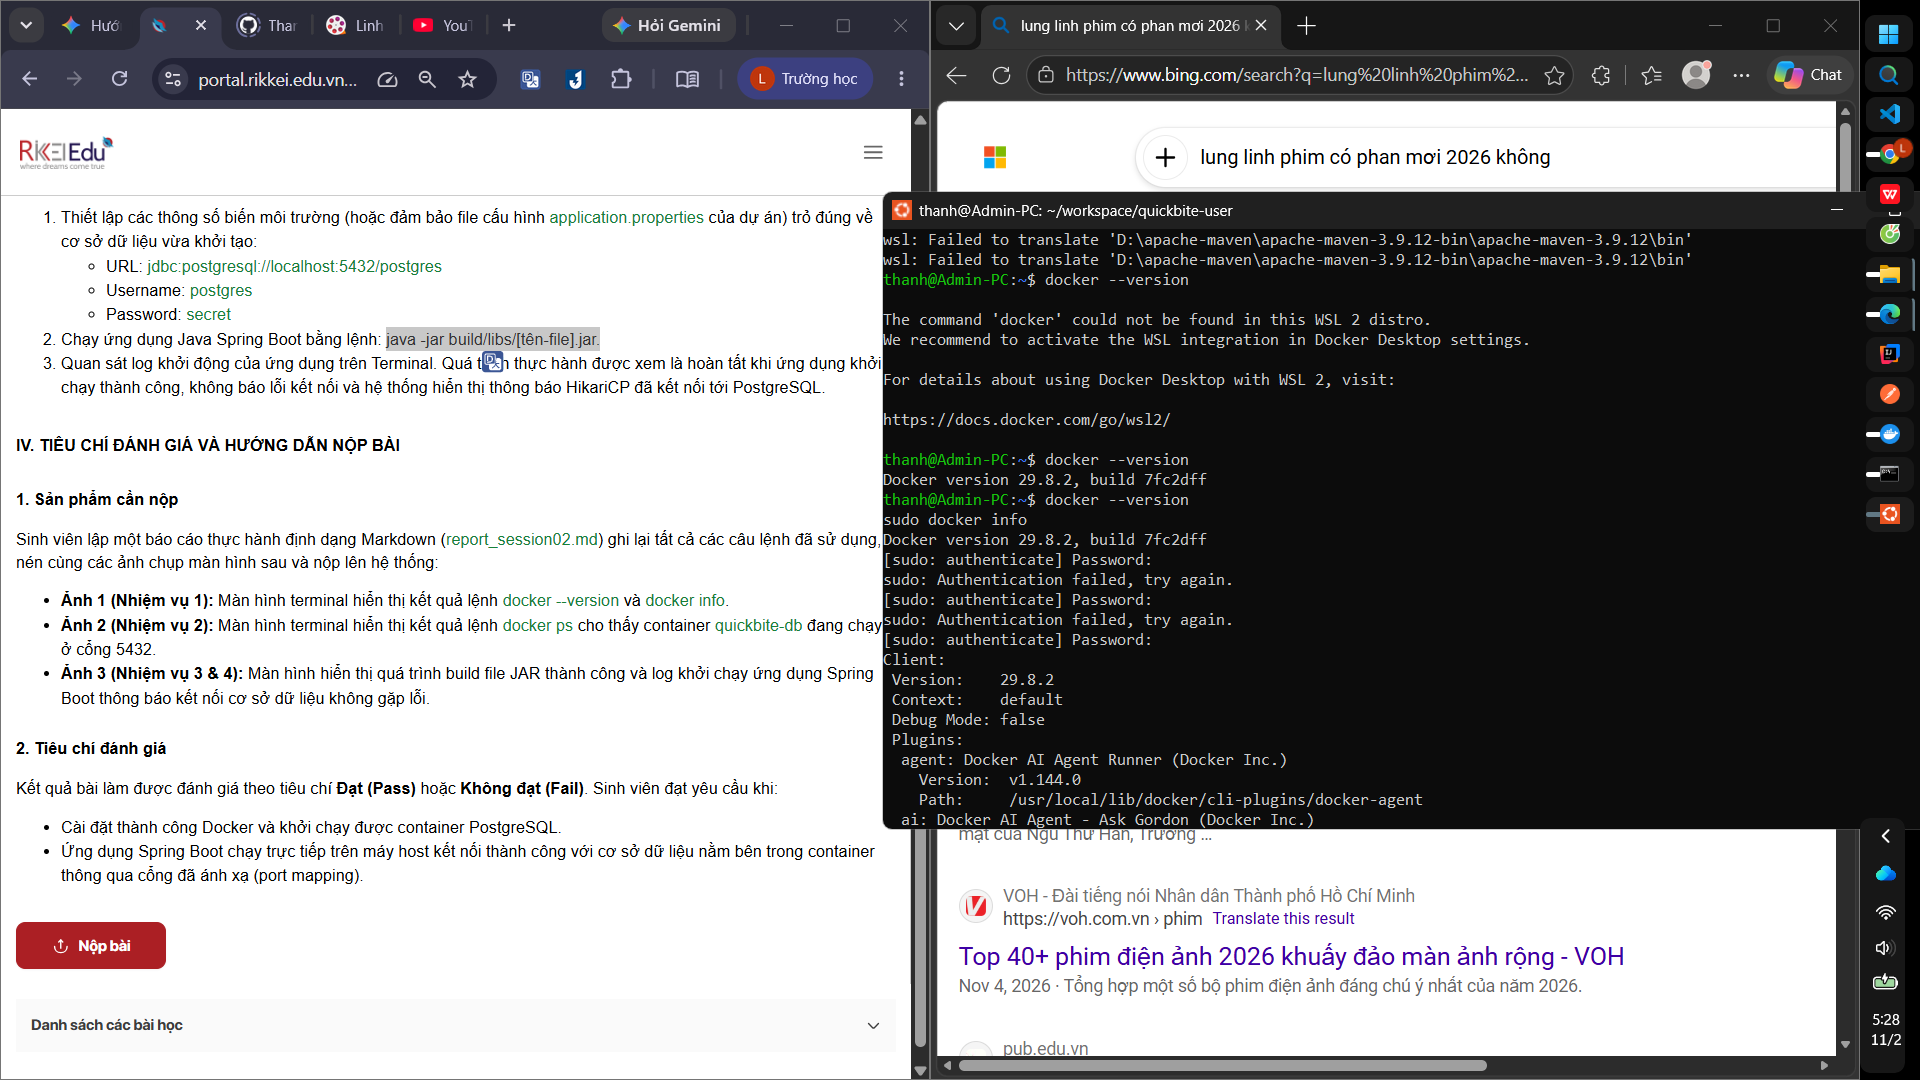 Hướ
Thar
Linh
YouT
Hỏi Gemini
portal.rikkei.edu.vn...
L
Trường học
RIKKEI Edu
where dreams come true
1. Thiết lập các thông số biến môi trường (hoặc đảm bảo file cấu hình application.properties của dự án) trỏ đúng về
cơ sở dữ liệu vừa khởi tạo:
URL: jdbc:postgresql://localhost:5432/postgres
Username: postgres
Password: secret
2. Chạy ứng dụng Java Spring Boot bằng lệnh: java -jar build/libs/[tên-file].jar.
3. Quan sát log khởi động của ứng dụng trên Terminal. Quá t n thực hành được xem là hoàn tất khi ứng dụng khởi
chạy thành công, không báo lỗi kết nối và hệ thống hiển thị thông báo HikariCP đã kết nối tới PostgreSQL.
IV. TIÊU CHÍ ĐÁNH GIÁ VÀ HƯỚNG DẪN NỘP BÀI
1. Sản phẩm cần nộp
Sinh viên lập một báo cáo thực hành định dạng Markdown (report_session02.md) ghi lại tất cả các câu lệnh đã sử dụng,
nén cùng các ảnh chụp màn hình sau và nộp lên hệ thống:
Ảnh 1 (Nhiệm vụ 1): Màn hình terminal hiển thị kết quả lệnh docker --version và docker info.
Ảnh 2 (Nhiệm vụ 2): Màn hình terminal hiển thị kết quả lệnh docker ps cho thấy container quickbite-db đang chạy
ở cổng 5432.
Ảnh 3 (Nhiệm vụ 3 & 4): Màn hình hiển thị quá trình build file JAR thành công và log khởi chạy ứng dụng Spring
Boot thông báo kết nối cơ sở dữ liệu không gặp lỗi.
2. Tiêu chí đánh giá
Kết quả bài làm được đánh giá theo tiêu chí Đạt (Pass) hoặc Không đạt (Fail). Sinh viên đạt yêu cầu khi:
Cài đặt thành công Docker và khởi chạy được container PostgreSQL.
Ứng dụng Spring Boot chạy trực tiếp trên máy host kết nối thành công với cơ sở dữ liệu nằm bên trong container
thông qua cổng đã ánh xạ (port mapping).
Nộp bài
Danh sách các bài học
lung linh phim có phan mơi 2026 k
https://www.bing.com/search?q=lung%20linh%20phim%2...
Chat
lung linh phim có phan mơi 2026 không
thanh@Admin-PC: ~/workspace/quickbite-user
wsl: Failed to translate 'D:\apache-maven\apache-maven-3.9.12-bin\apache-maven-3.9.12\bin'
wsl: Failed to translate 'D:\apache-maven\apache-maven-3.9.12-bin\apache-maven-3.9.12\bin'
thanh@Admin-PC:~$ docker --version
The command 'docker' could not be found in this WSL 2 distro.
We recommend to activate the WSL integration in Docker Desktop settings.
For details about using Docker Desktop with WSL 2, visit:
https://docs.docker.com/go/wsl2/
thanh@Admin-PC:~$ docker --version
Docker version 29.8.2, build 7fc2dff
thanh@Admin-PC:~$ docker --version
sudo docker info
Docker version 29.8.2, build 7fc2dff
[sudo: authenticate] Password:
sudo: Authentication failed, try again.
[sudo: authenticate] Password:
sudo: Authentication failed, try again.
[sudo: authenticate] Password:
Client:
Version:    29.8.2
Context:    default
Debug Mode: false
Plugins:
agent: Docker AI Agent Runner (Docker Inc.)
Version:  v1.144.0
Path:     /usr/local/lib/docker/cli-plugins/docker-agent
ai: Docker AI Agent - Ask Gordon (Docker Inc.)
mặt của Ngu Thư Hân, Trương ...
VOH - Đài tiếng nói Nhân dân Thành phố Hồ Chí Minh
https://voh.com.vn › phim Translate this result
Top 40+ phim điện ảnh 2026 khuấy đảo màn ảnh rộng - VOH
Nov 4, 2026 · Tổng hợp một số bộ phim điện ảnh đáng chú ý nhất của năm 2026.
pub.edu.vn
L
5:28
11/2